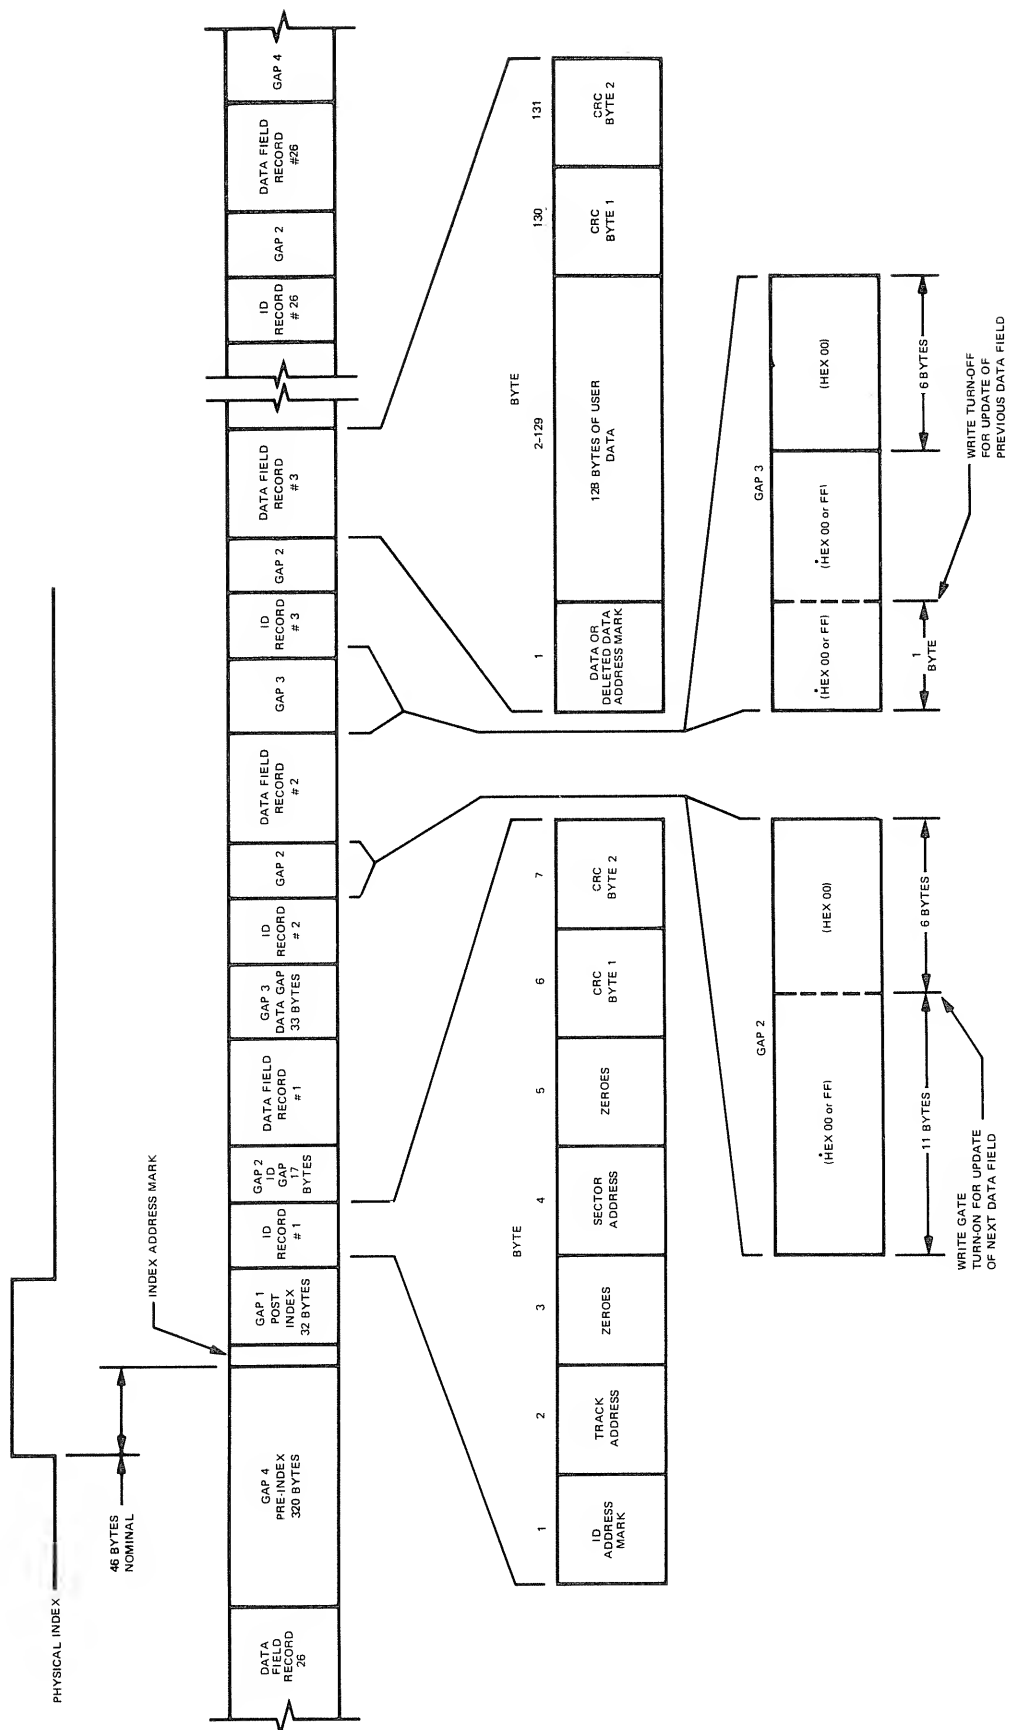 PHYSICAL INDEX
46 BYTES
NOMINAL
INDEX ADDRESS MARK
DATA
FIELD
RECORD
26
GAP 4
PRE-INDEX
320 BYTES
GAP 1
POST
INDEX
32 BYTES
ID
RECORD
#1
GAP 2
ID
GAP
17
BYTES
DATA FIELD
RECORD
#1
GAP 3
DATA GAP
33 BYTES
ID
RECORD
# 2
GAP 2
DATA FIELD
RECORD
#2
GAP 3
ID
RECORD
#3
GAP 2
DATA FIELD
RECORD
# 3
ID
RECORD
# 26
GAP 2
DATA FIELD
RECORD
#26
GAP 4
BYTE
1
2
3
4
5
6
7
ID
ADDRESS
MARK
TRACK
ADDRESS
ZEROES
SECTOR
ADDRESS
ZEROES
CRC
BYTE 1
CRC
BYTE 2
BYTE
1
2-129
130
131
DATA OR
DELETED DATA
ADDRESS MARK
128 BYTES OF USER
DATA
CRC
BYTE 1
CRC
BYTE 2
GAP 2
*
(HEX 00 or FF)
(HEX 00)
11 BYTES
6 BYTES
WRITE GATE
TURN-ON FOR UPDATE
OF NEXT DATA FIELD
GAP 3
*
(HEX 00 or FF)
*
(HEX 00 or FF)
(HEX 00)
1
BYTE
6 BYTES
WRITE TURN-OFF
FOR UPDATE OF
PREVIOUS DATA FIELD